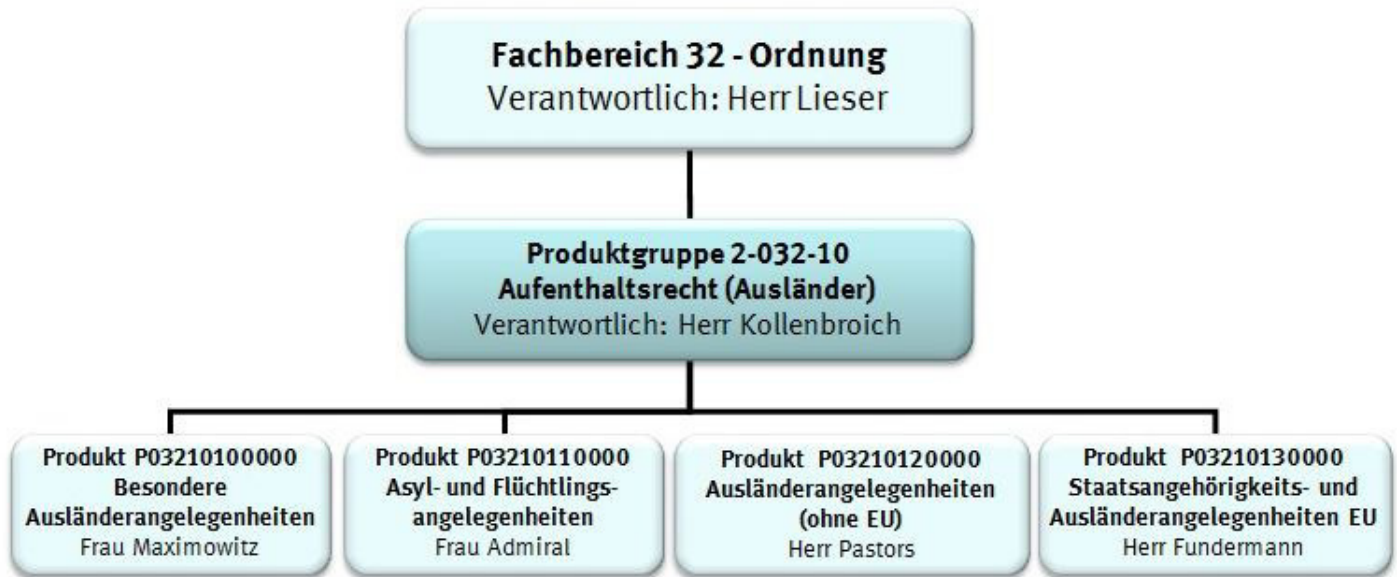 Fachbereich 32 - Ordnung
Verantwortlich: Herr Lieser
Produktgruppe 2-032-10
Aufenthaltsrecht (Ausländer)
Verantwortlich: Herr Kollenbroich
Produkt P03210100000
Besondere
Ausländerangelegenheiten
Frau Maximowitz
Produkt P03210110000
Asyl- und Flüchtlings-
angelegenheiten
Frau Admiral
Produkt P03210120000
Ausländerangelegenheiten
(ohne EU)
Herr Pastors
Produkt P03210130000
Staatsangehörigkeits- und
Ausländerangelegenheiten EU
Herr Fundermann